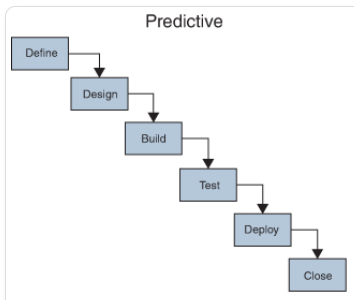 Predictive
Define
Design
Build
Test
Deploy
Close